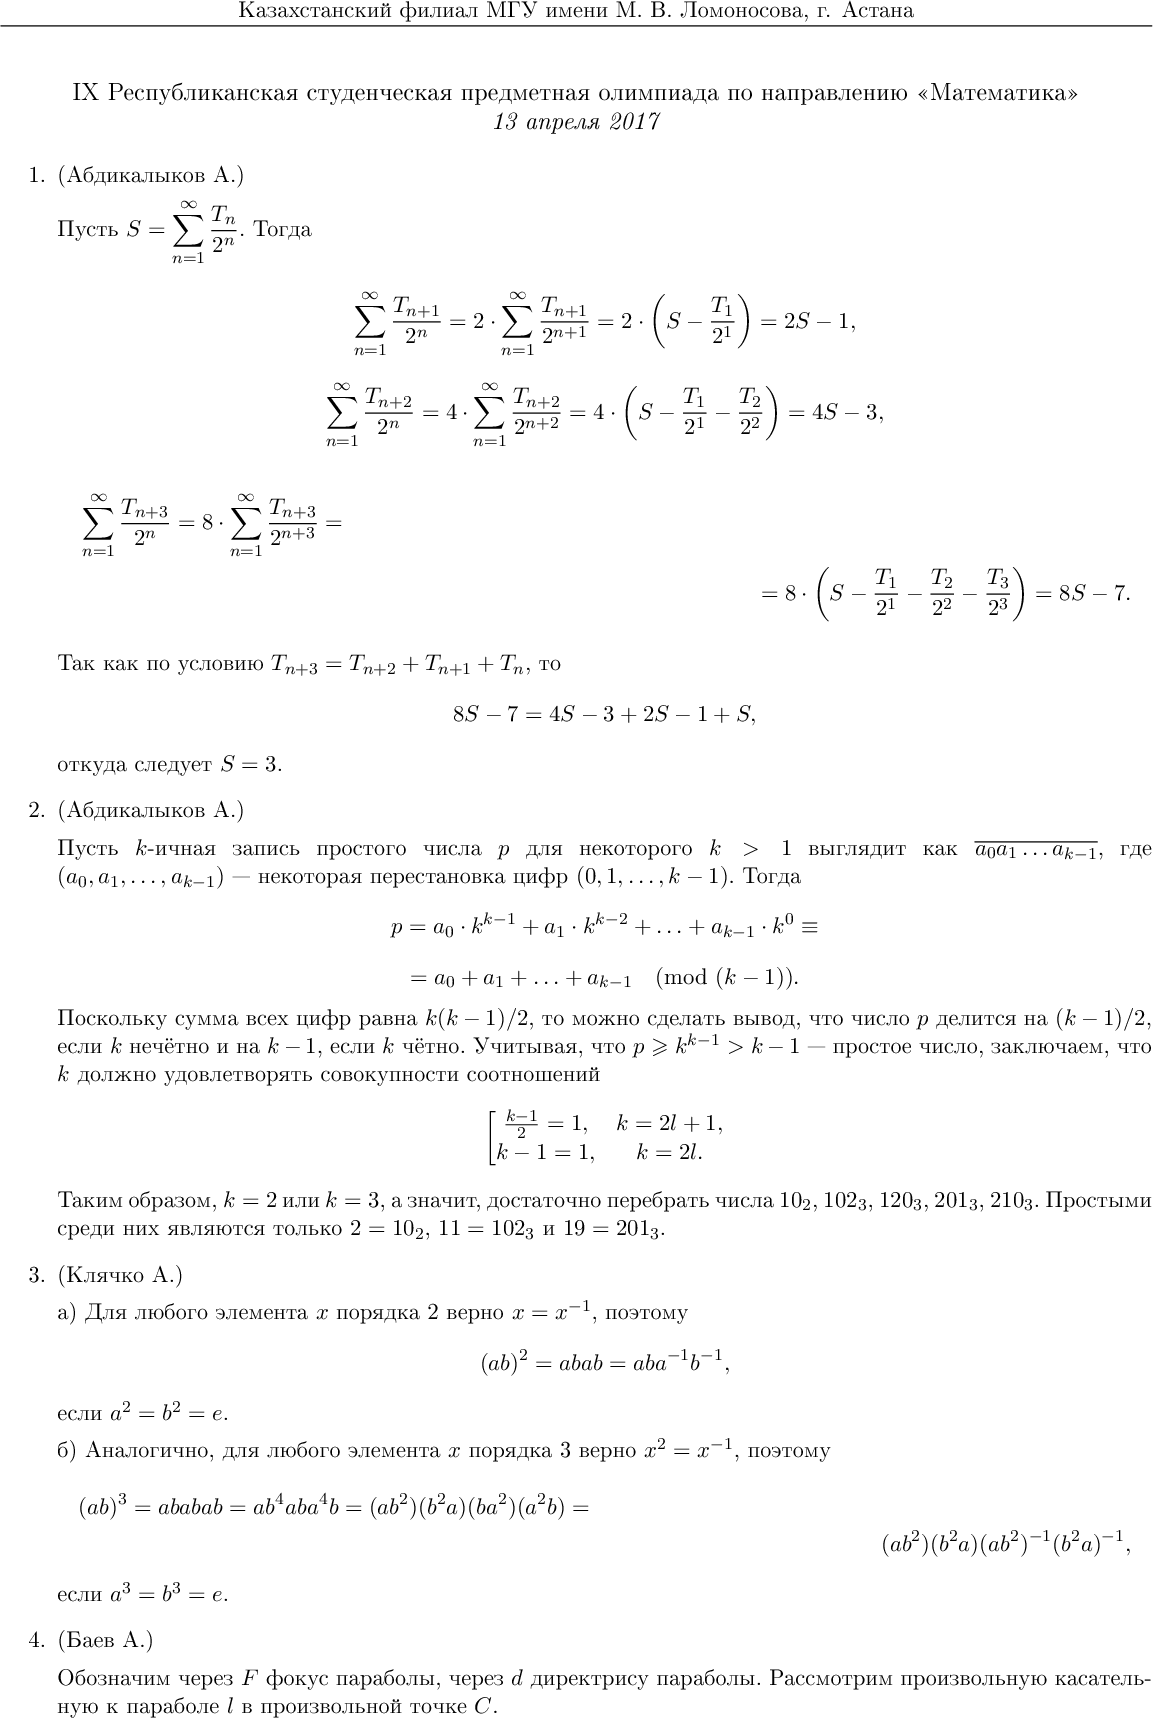 Казахстанский филиал МГУ имени М. В. Ломоносова, г. Астана
IX Республиканская студенческая предметная олимпиада по направлению «Математика»
13 апреля 2017
1. (Абдикалыков А.)
Пусть $S = \sum_{n=1}^{\infty} \frac{T_n}{2^n}$. Тогда
$\sum_{n=1}^{\infty} \frac{T_{n+1}}{2^n} = 2 \cdot \sum_{n=1}^{\infty} \frac{T_{n+1}}{2^{n+1}} = 2 \cdot \left( S - \frac{T_1}{2^1} \right) = 2S - 1,$
$\sum_{n=1}^{\infty} \frac{T_{n+2}}{2^n} = 4 \cdot \sum_{n=1}^{\infty} \frac{T_{n+2}}{2^{n+2}} = 4 \cdot \left( S - \frac{T_1}{2^1} - \frac{T_2}{2^2} \right) = 4S - 3,$
$\sum_{n=1}^{\infty} \frac{T_{n+3}}{2^n} = 8 \cdot \sum_{n=1}^{\infty} \frac{T_{n+3}}{2^{n+3}} =$
$= 8 \cdot \left( S - \frac{T_1}{2^1} - \frac{T_2}{2^2} - \frac{T_3}{2^3} \right) = 8S - 7.$
Так как по условию $T_{n+3} = T_{n+2} + T_{n+1} + T_n$, то
$8S - 7 = 4S - 3 + 2S - 1 + S,$
откуда следует $S = 3$.
2. (Абдикалыков А.)
Пусть $k$-ичная запись простого числа $p$ для некоторого $k > 1$ выглядит как $\overline{a_0 a_1 \ldots a_{k-1}}$, где
$(a_0, a_1, \ldots, a_{k-1})$ — некоторая перестановка цифр $(0, 1, \ldots, k-1)$. Тогда
$p = a_0 \cdot k^{k-1} + a_1 \cdot k^{k-2} + \ldots + a_{k-1} \cdot k^0 \equiv$
$= a_0 + a_1 + \ldots + a_{k-1} \pmod{(k-1)}.$
Поскольку сумма всех цифр равна $k(k-1)/2$, то можно сделать вывод, что число $p$ делится на $(k-1)/2$,
если $k$ нечётно и на $k-1$, если $k$ чётно. Учитывая, что $p \geqslant k^{k-1} > k-1$ — простое число, заключаем, что
$k$ должно удовлетворять совокупности соотношений
$\left[ \frac{k-1}{2} = 1, \quad k = 2l+1, \right.$
$k - 1 = 1, \quad k = 2l.$
Таким образом, $k = 2$ или $k = 3$, а значит, достаточно перебрать числа $10_2$, $102_3$, $120_3$, $201_3$, $210_3$. Простыми
среди них являются только $2 = 10_2$, $11 = 102_3$ и $19 = 201_3$.
3. (Клячко А.)
а) Для любого элемента $x$ порядка 2 верно $x = x^{-1}$, поэтому
$(ab)^2 = abab = aba^{-1}b^{-1},$
если $a^2 = b^2 = e$.
б) Аналогично, для любого элемента $x$ порядка 3 верно $x^2 = x^{-1}$, поэтому
$(ab)^3 = ababab = ab^4aba^4b = (ab^2)(b^2a)(ba^2)(a^2b) =$
$(ab^2)(b^2a)(ab^2)^{-1}(b^2a)^{-1},$
если $a^3 = b^3 = e$.
4. (Баев А.)
Обозначим через $F$ фокус параболы, через $d$ директрису параболы. Рассмотрим произвольную касатель-
ную к параболе $l$ в произвольной точке $C$.